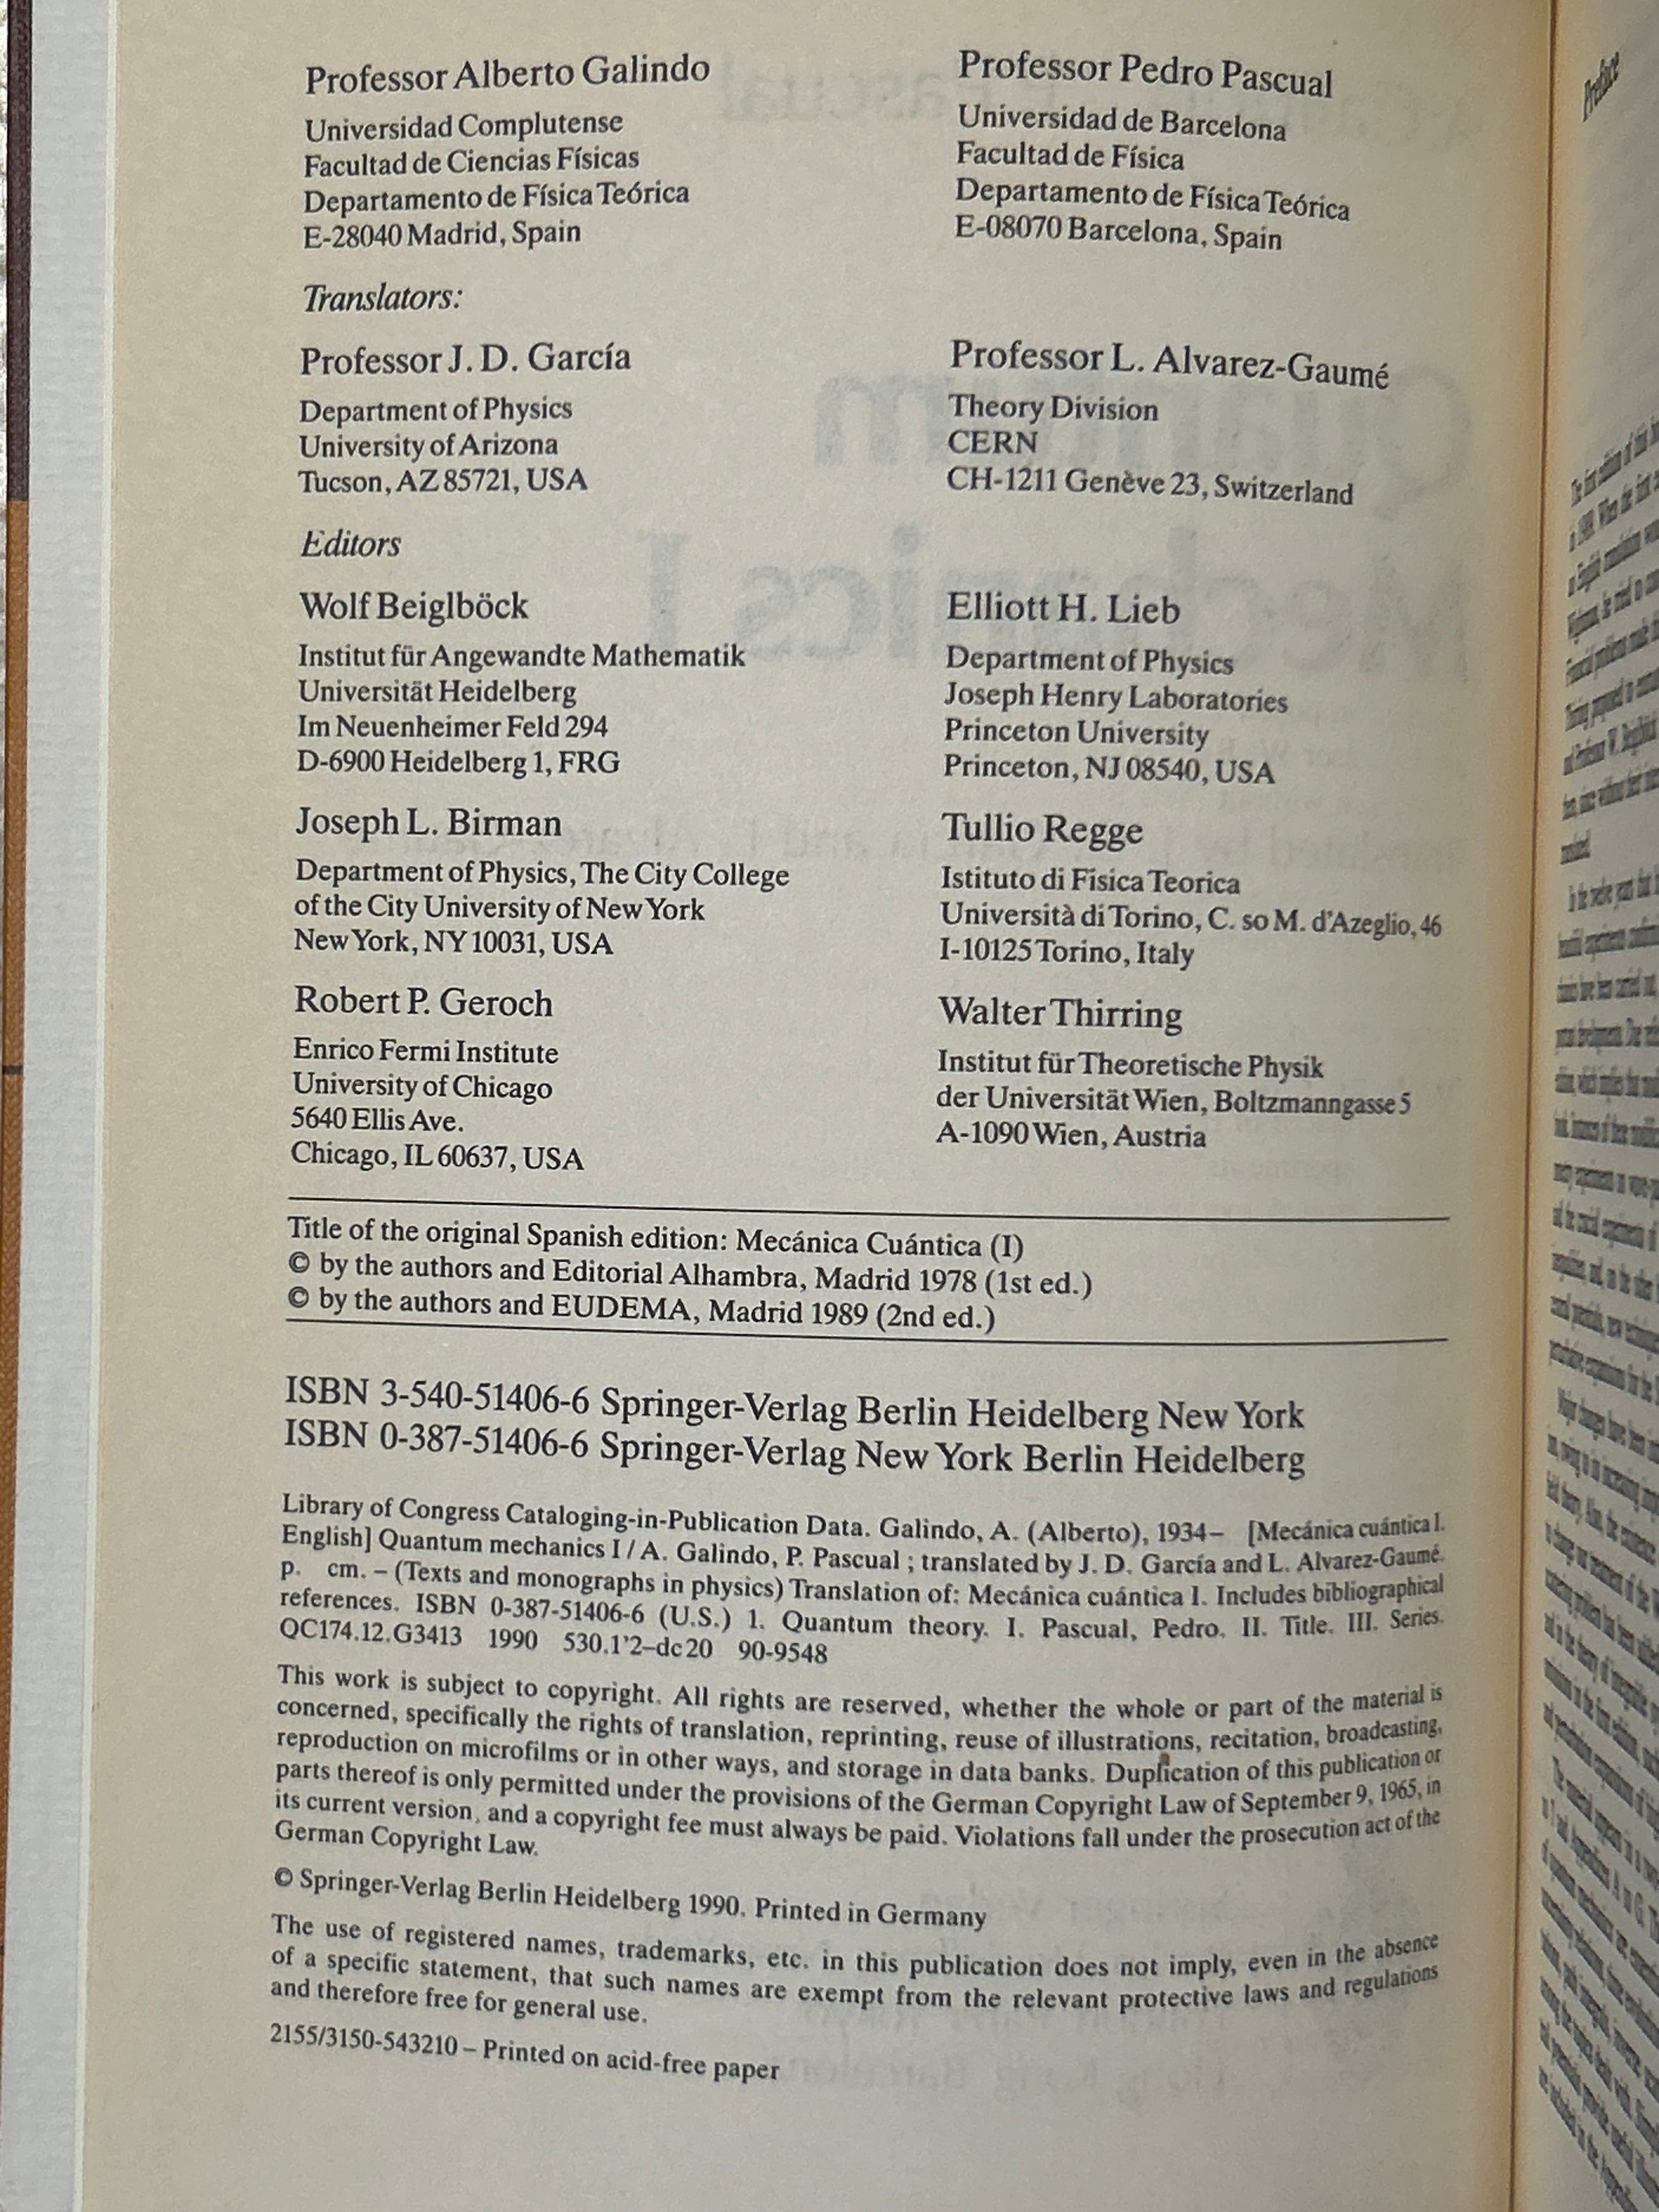 Professor Alberto Galindo
Universidad Complutense
Facultad de Ciencias Físicas
Departamento de Física Teórica
E-28040 Madrid, Spain
Professor Pedro Pascual
Universidad de Barcelona
Facultad de Física
Departamento de Física Teórica
E-08070 Barcelona, Spain
Translators:
Professor J. D. García
Department of Physics
University of Arizona
Tucson, AZ 85721, USA
Professor L. Alvarez-Gaumé
Theory Division
CERN
CH-1211 Genève 23, Switzerland
Editors
Wolf Beiglböck
Institut für Angewandte Mathematik
Universität Heidelberg
Im Neuenheimer Feld 294
D-6900 Heidelberg 1, FRG
Elliott H. Lieb
Department of Physics
Joseph Henry Laboratories
Princeton University
Princeton, NJ 08540, USA
Joseph L. Birman
Department of Physics, The City College
of the City University of New York
New York, NY 10031, USA
Tullio Regge
Istituto di Fisica Teorica
Università di Torino, C. so M. d'Azeglio, 46
I-10125 Torino, Italy
Robert P. Geroch
Enrico Fermi Institute
University of Chicago
5640 Ellis Ave.
Chicago, IL 60637, USA
Walter Thirring
Institut für Theoretische Physik
der Universität Wien, Boltzmanngasse 5
A-1090 Wien, Austria
Title of the original Spanish edition: Mecánica Cuántica (I)
© by the authors and Editorial Alhambra, Madrid 1978 (1st ed.)
© by the authors and EUDEMA, Madrid 1989 (2nd ed.)
ISBN 3-540-51406-6 Springer-Verlag Berlin Heidelberg New York
ISBN 0-387-51406-6 Springer-Verlag New York Berlin Heidelberg
Library of Congress Cataloging-in-Publication Data. Galindo, A. (Alberto), 1934– [Mecánica cuántica I.
English] Quantum mechanics I / A. Galindo, P. Pascual ; translated by J. D. García and L. Alvarez-Gaumé.
p. cm. – (Texts and monographs in physics) Translation of: Mecánica cuántica I. Includes bibliographical
references. ISBN 0-387-51406-6 (U.S.) 1. Quantum theory. I. Pascual, Pedro. II. Title. III. Series.
QC174.12.G3413 1990 530.1'2–dc20 90-9548
This work is subject to copyright. All rights are reserved, whether the whole or part of the material is
concerned, specifically the rights of translation, reprinting, reuse of illustrations, recitation, broadcasting,
reproduction on microfilms or in other ways, and storage in data banks. Duplication of this publication or
parts thereof is only permitted under the provisions of the German Copyright Law of September 9, 1965, in
its current version, and a copyright fee must always be paid. Violations fall under the prosecution act of the
German Copyright Law.
© Springer-Verlag Berlin Heidelberg 1990. Printed in Germany
The use of registered names, trademarks, etc. in this publication does not imply, even in the absence
of a specific statement, that such names are exempt from the relevant protective laws and regulations
and therefore free for general use.
2155/3150-543210 – Printed on acid-free paper
Preface